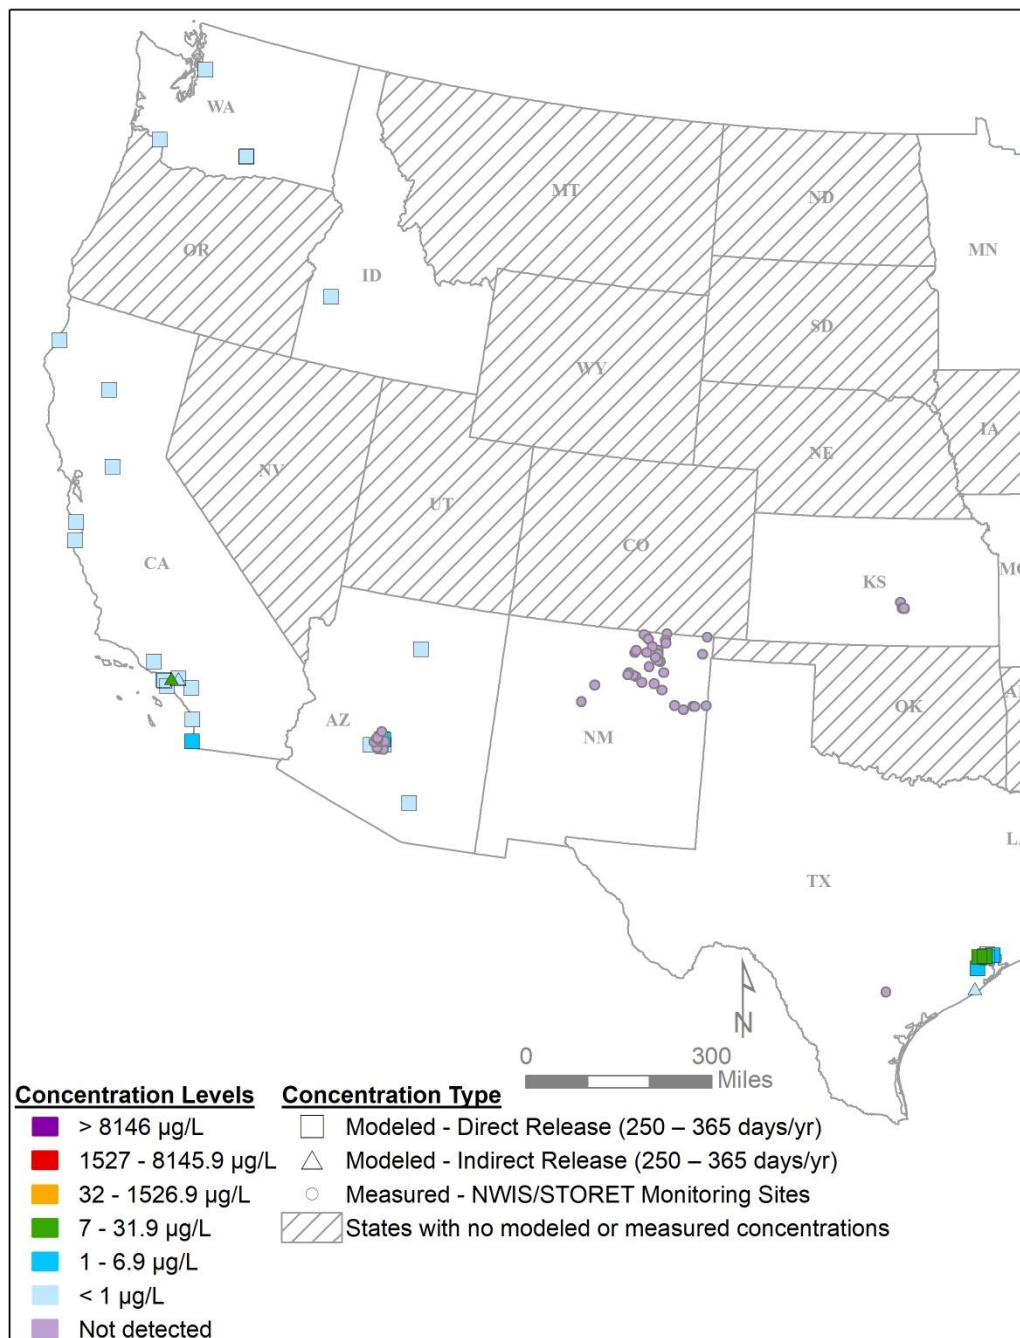 WA
MT
ND
MN
OR
ID
SD
WY
IA
NE
NV
UT
CO
CA
KS
MO
AZ
NM
OK
TX
N
0 300
Miles
Concentration Levels
> 8146 µg/L
1527 - 8145.9 µg/L
32 - 1526.9 µg/L
7 - 31.9 µg/L
1 - 6.9 µg/L
< 1 µg/L
Not detected
Concentration Type
Modeled - Direct Release (250 – 365 days/yr)
Modeled - Indirect Release (250 – 365 days/yr)
Measured - NWIS/STORET Monitoring Sites
States with no modeled or measured concentrations